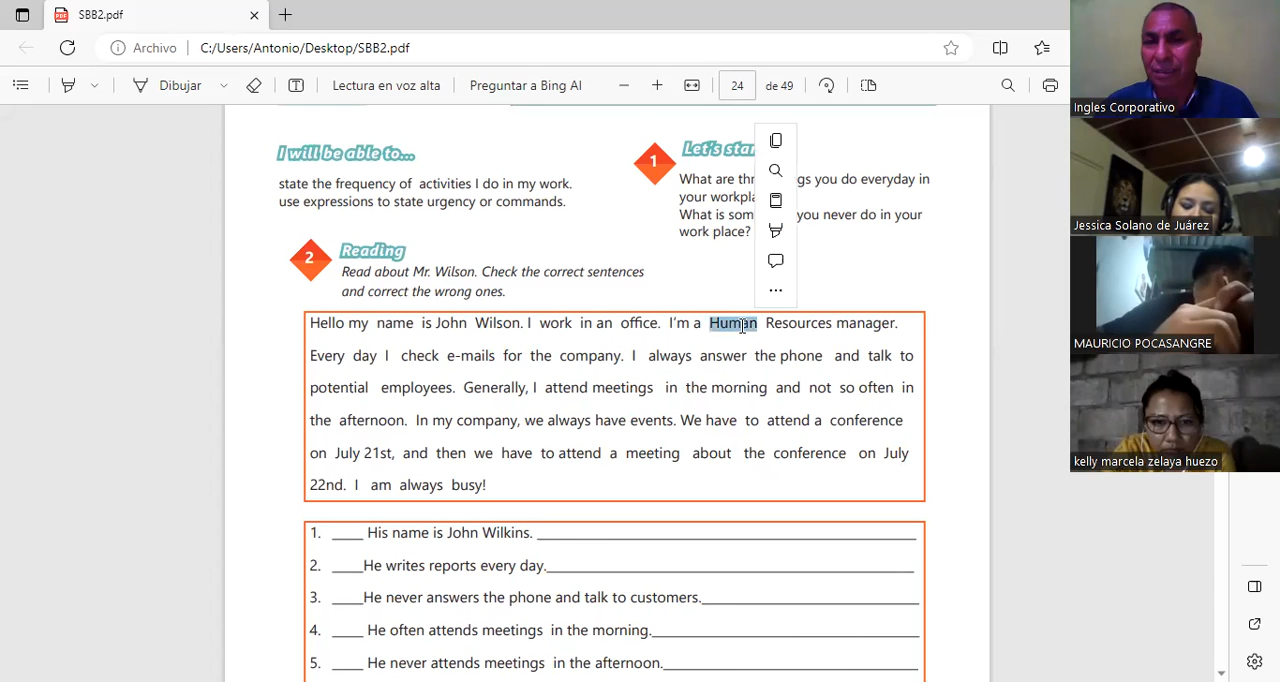 SBB2.pdf
Archivo
C:/Users/Antonio/Desktop/SBB2.pdf
Dibujar
Lectura en voz alta
Preguntar a Bing AI
24
de 49
I will be able to...
state the frequency of activities I do in my work.
use expressions to state urgency or commands.
1
Let's star
What are thr gs you do everyday in
your workpla
What is som you never do in your
work place?
2
Reading
Read about Mr. Wilson. Check the correct sentences
and correct the wrong ones.
Hello my name is John Wilson. I work in an office. I'm a Human Resources manager.
Every day I check e-mails for the company. I always answer the phone and talk to
potential employees. Generally, I attend meetings in the morning and not so often in
the afternoon. In my company, we always have events. We have to attend a conference
on July 21st, and then we have to attend a meeting about the conference on July
22nd. I am always busy!
1. ____ His name is John Wilkins. ____
2. ____He writes reports every day.____
3. ____He never answers the phone and talk to customers.____
4. ____ He often attends meetings in the morning.____
5. ____ He never attends meetings in the afternoon.____
Ingles Corporativo
Jessica Solano de Juárez
MAURICIO POCASANGRE
kelly marcela zelaya huezo